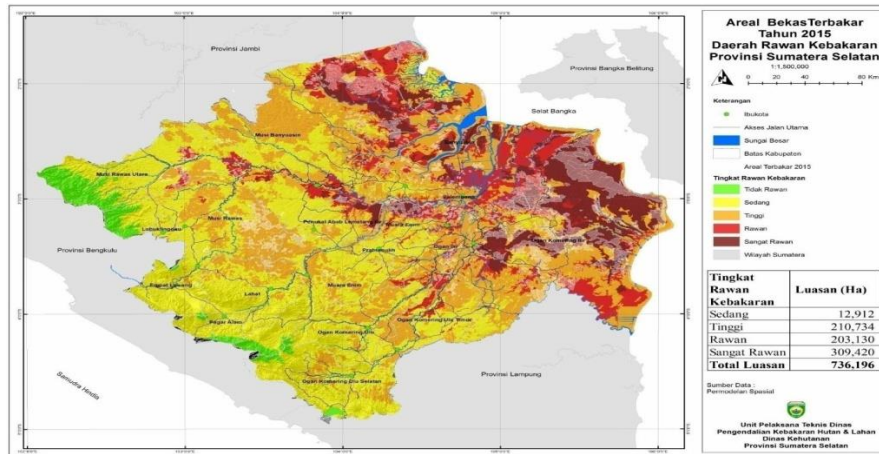 Areal BekasTerbakar
Tahun 2015
Daerah Rawan Kebakaran
Provinsi Sumatera Selatan
1:1,500,000
0 20 40 80 Km
Keterangan
Ibukota
Akses Jalan Utama
Sungai Besar
Batas Kabupaten
Areal Terbakar 2015
Tingkat Rawan Kebakaran
Tidak Rawan
Sedang
Tinggi
Rawan
Sangat Rawan
Wilayah Sumatera
Tingkat Rawan Kebakaran Luasan (Ha)
Sedang 12,912
Tinggi 210,734
Rawan 203,130
Sangat Rawan 309,420
Total Luasan 736,196
Sumber Data :
Permodelan Spasial
Unit Pelaksana Teknis Dinas
Pengendalian Kebakaran Hutan & Lahan
Dinas Kehutanan
Provinsi Sumatera Selatan
Provinsi Jambi
Provinsi Bangka Belitung
Selat Bangka
Musi Banyuasin
Musi Rawas Utara
Musi Rawas
Lubuklinggau
Provinsi Bengkulu
Muara Enim
Prabumulih
Lahat
Muara Enim
Pagar Alam
Ogan Komering Ulu
Ogan Komering Ulu Timur
Ogan Komering Ulu Selatan
Provinsi Lampung
Samudra Hindia